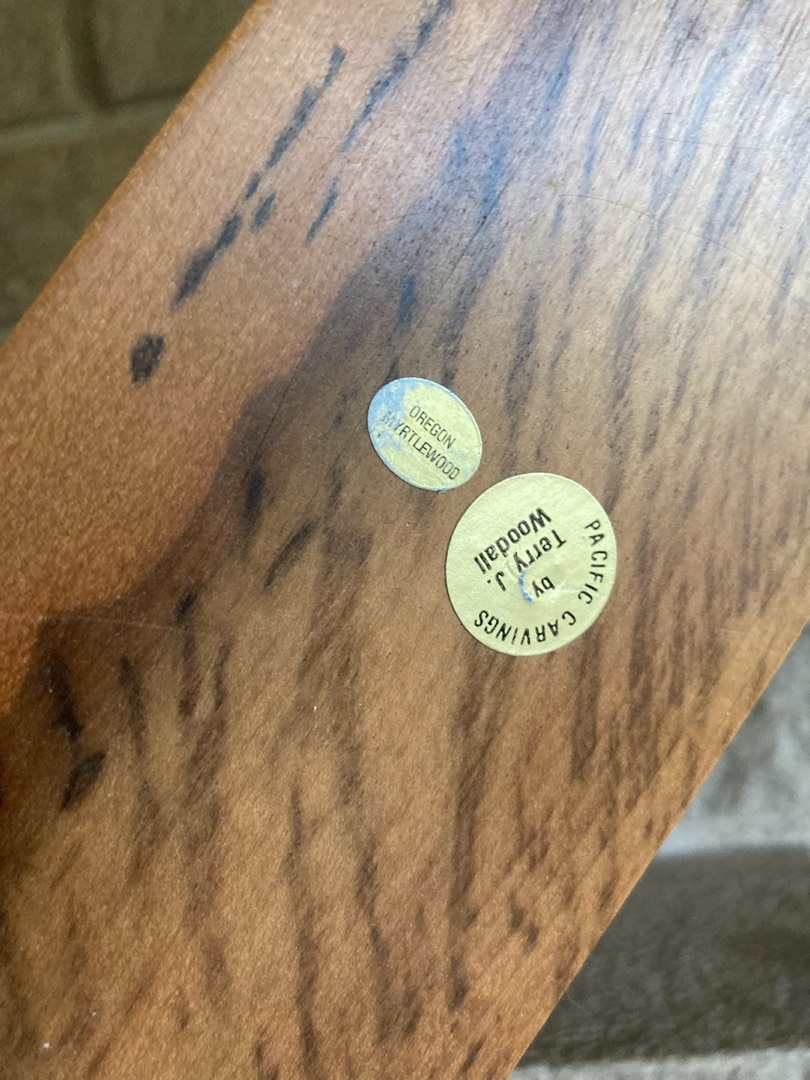 OREGON
MYRTLEWOOD
PACIFIC CARVINGS
by
Terry J.
Woodall